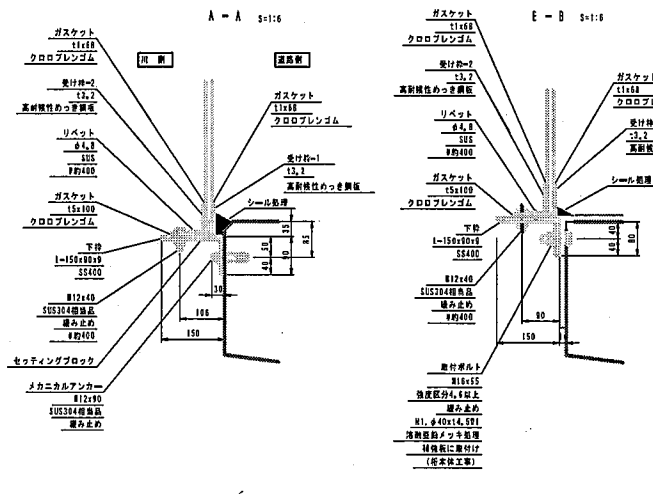 A - A  S=1:6
ガスケット
t1x68
クロロプレンゴム
川 側
道路側
受け枠-2
t3.2
高耐候性めっき鋼板
ガスケット
t1x68
クロロプレンゴム
リベット
φ4.8
SUS
@約400
受け枠-1
t3.2
高耐候性めっき鋼板
ガスケット
t5x100
クロロプレンゴム
シール処理
35
85
50
90
40
下枠
L-150x90x9
SS400
30
M12x40
SUS304相当品
緩み止め
@約400
106
150
セッティングブロック
メカニカルアンカー
M12x90
SUS304相当品
緩み止め
S=1:6
ガスケット
t1x68
クロロプレンゴム
受け枠-2
t3.2
高耐候性めっき鋼板
ガスケット
t1x68
クロロプレ
リベット
φ4.8
SUS
@約400
受け枠
t3.2
高耐候
ガスケット
t5x100
クロロプレンゴム
シール処理
40
40
80
下枠
L-150x90x9
SS400
M12x40
SUS304相当品
緩み止め
@約400
90
150
取付ボルト
M16x55
強度区分4.6以上
緩み止め
溶融亜鉛メッキ処理
補強板に取付け
(桁本体工事)